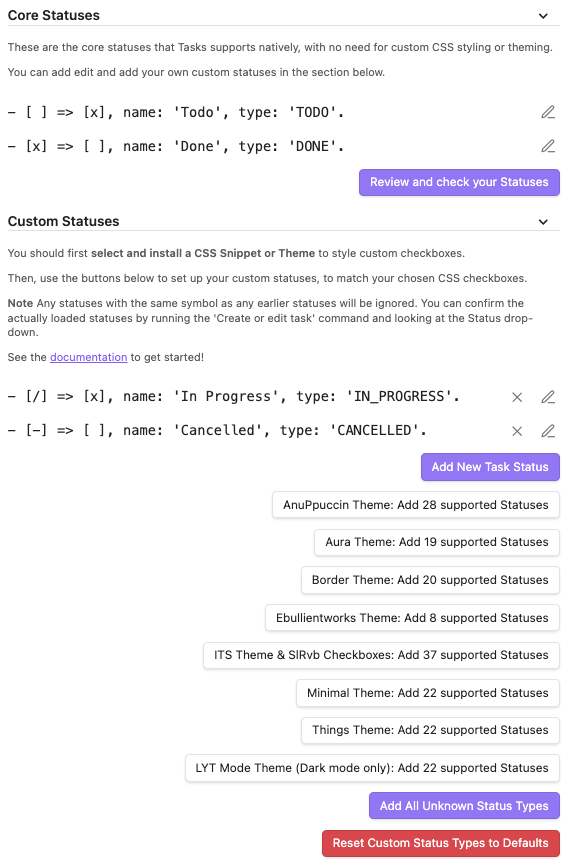 Core Statuses
These are the core statuses that Tasks supports natively, with no need for custom CSS styling or theming.
You can add edit and add your own custom statuses in the section below.
- [ ] => [x], name: 'Todo', type: 'TODO'.
- [x] => [ ], name: 'Done', type: 'DONE'.
Review and check your Statuses
Custom Statuses
You should first select and install a CSS Snippet or Theme to style custom checkboxes.
Then, use the buttons below to set up your custom statuses, to match your chosen CSS checkboxes.
Note Any statuses with the same symbol as any earlier statuses will be ignored. You can confirm the
actually loaded statuses by running the 'Create or edit task' command and looking at the Status drop-
down.
See the documentation to get started!
- [/] => [x], name: 'In Progress', type: 'IN_PROGRESS'.
- [-] => [ ], name: 'Cancelled', type: 'CANCELLED'.
Add New Task Status
AnuPpuccin Theme: Add 28 supported Statuses
Aura Theme: Add 19 supported Statuses
Border Theme: Add 20 supported Statuses
Ebullientworks Theme: Add 8 supported Statuses
ITS Theme & SlRvb Checkboxes: Add 37 supported Statuses
Minimal Theme: Add 22 supported Statuses
Things Theme: Add 22 supported Statuses
LYT Mode Theme (Dark mode only): Add 22 supported Statuses
Add All Unknown Status Types
Reset Custom Status Types to Defaults